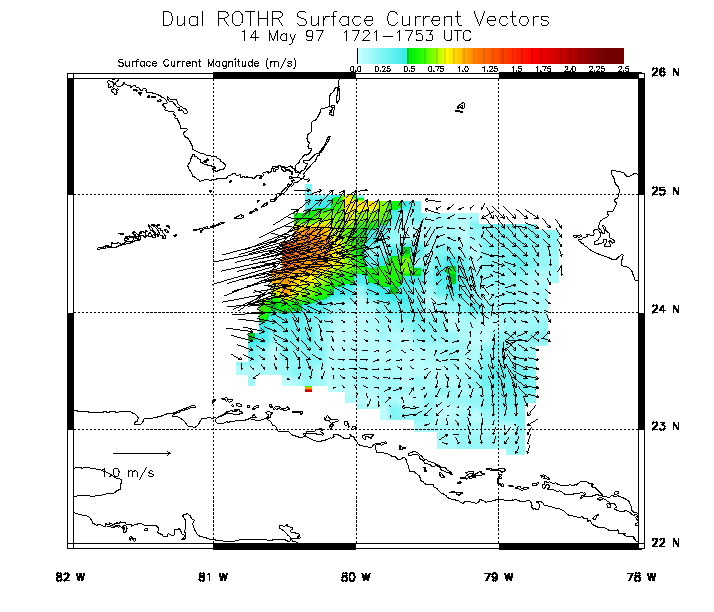 Dual ROTHR Surface Current Vectors
14 May 97 1721-1753 UTC
Surface Current Magnitude (m/s)
0.0 0.25 0.5 0.75 1.0 1.25 1.5 1.75 2.0 2.25 2.5
26 N
25 N
24 N
23 N
1.0 m/s
22 N
82 W 81 W 80 W 79 W 78 W